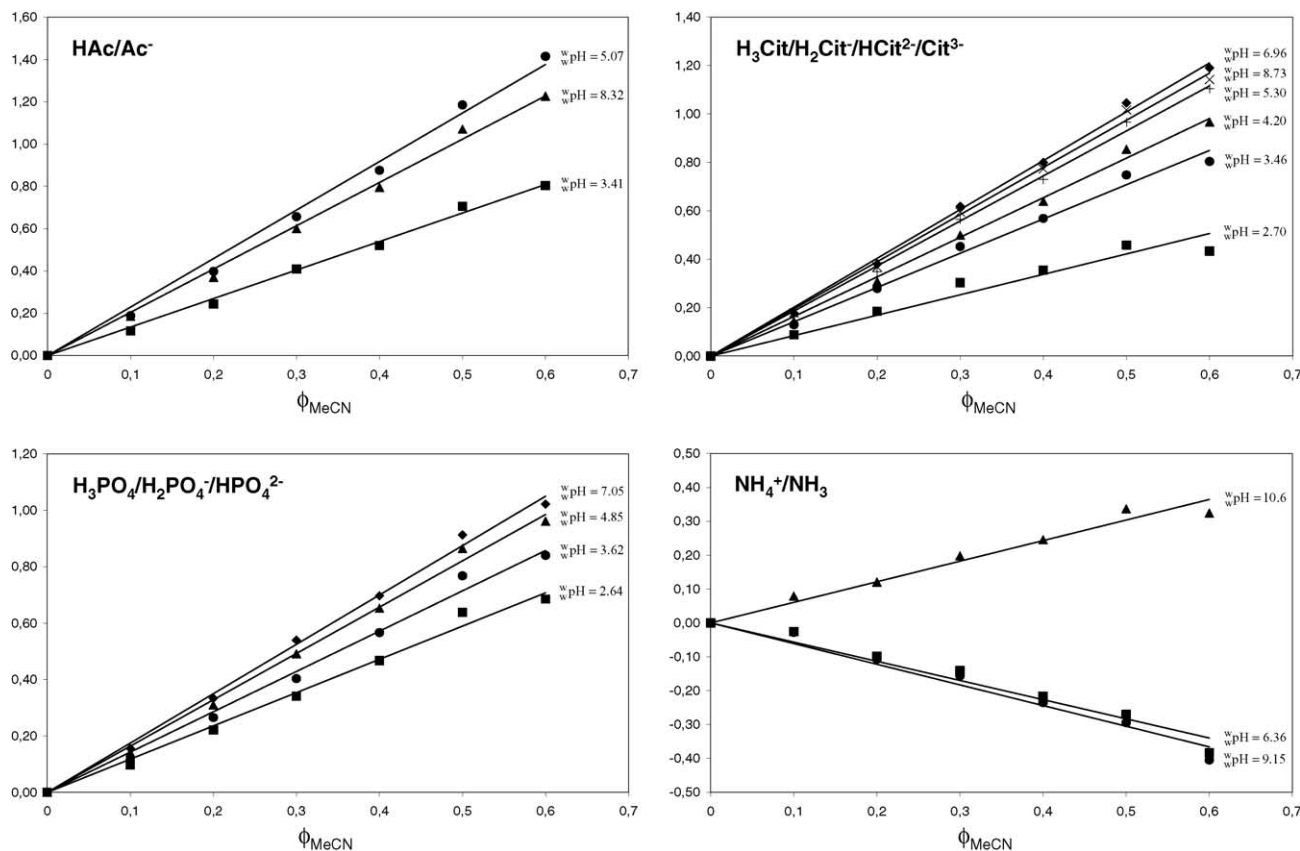 HAc/Ac⁻
1,60
1,40
1,20
1,00
0,80
0,60
0,40
0,20
0,00
0 0,1 0,2 0,3 0,4 0,5 0,6 0,7
ϕMeCN
wwpH = 5.07
wwpH = 8.32
wwpH = 3.41
H₃Cit/H₂Cit⁻/HCit²⁻/Cit³⁻
1,40
1,20
1,00
0,80
0,60
0,40
0,20
0,00
0 0,1 0,2 0,3 0,4 0,5 0,6 0,7
ϕMeCN
wwpH = 6.96
wwpH = 8.73
wwpH = 5.30
wwpH = 4.20
wwpH = 3.46
wwpH = 2.70
H₃PO₄/H₂PO₄⁻/HPO₄²⁻
1,20
1,00
0,80
0,60
0,40
0,20
0,00
0 0,1 0,2 0,3 0,4 0,5 0,6 0,7
ϕMeCN
wwpH = 7.05
wwpH = 4.85
wwpH = 3.62
wwpH = 2.64
NH₄⁺/NH₃
0,50
0,40
0,30
0,20
0,10
0,00
-0,10
-0,20
-0,30
-0,40
-0,50
0 0,1 0,2 0,3 0,4 0,5 0,6 0,7
ϕMeCN
wwpH = 10.6
wwpH = 6.36
wwpH = 9.15